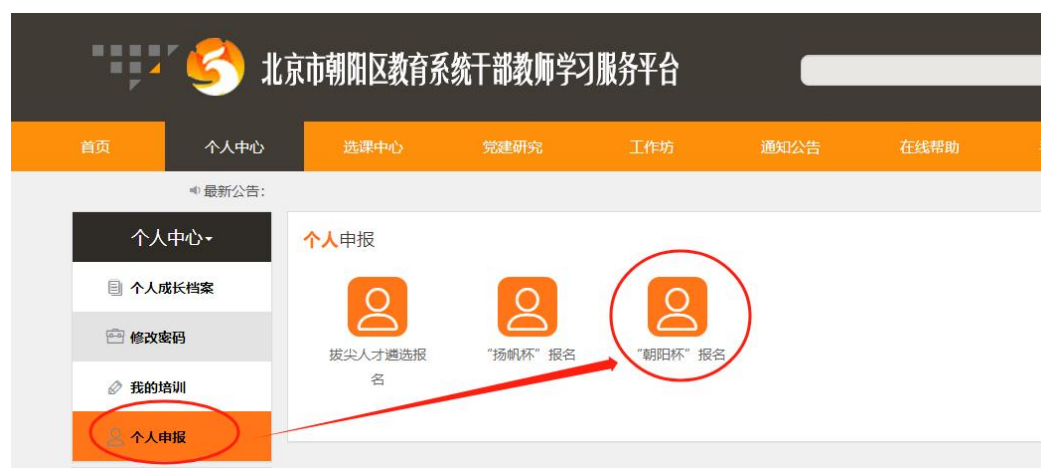 北京市朝阳区教育系统干部教师学习服务平台
首页 个人中心 选课中心 党建研究 工作坊 通知公告 在线帮助
最新公告:
个人中心
个人申报
个人成长档案
修改密码
拔尖人才遴选报
名
“扬帆杯”报名
“朝阳杯”报名
我的培训
个人申报